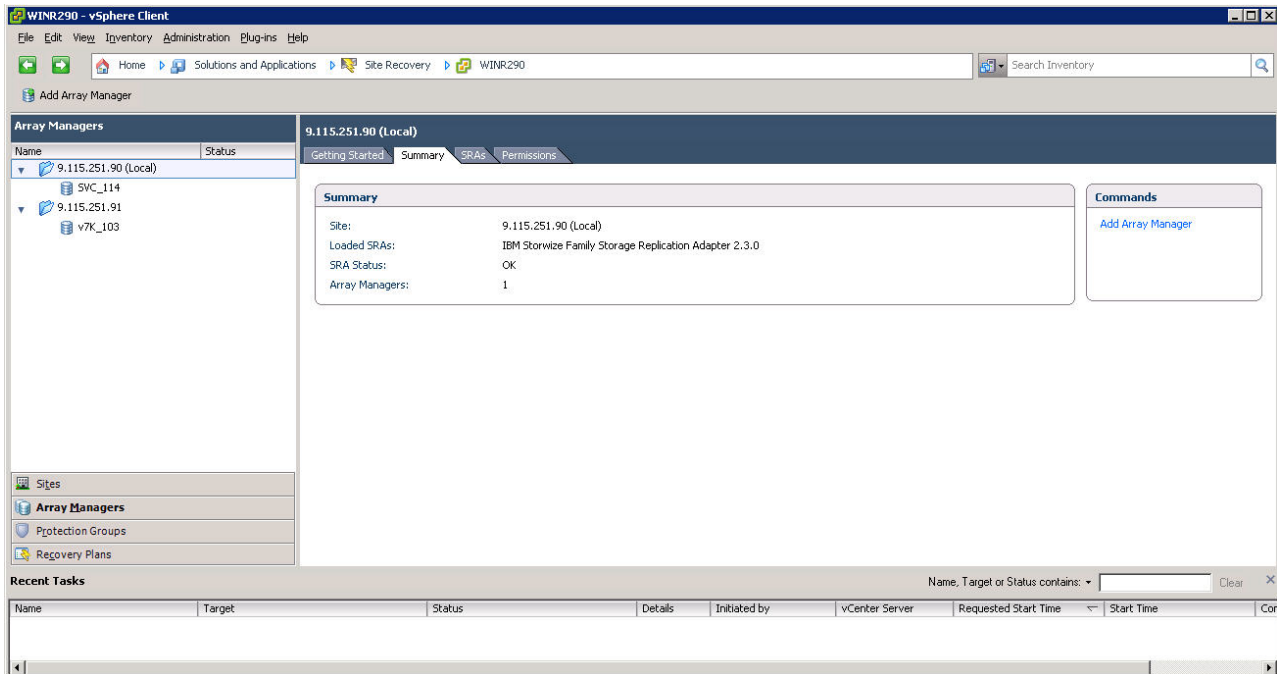 WINR290 - vSphere Client
File Edit View Inventory Administration Plug-ins Help
Home Solutions and Applications Site Recovery WINR290 Search Inventory
Add Array Manager
Array Managers
Name Status
9.115.251.90 (Local)
SVC_114
9.115.251.91
v7K_103
Sites
Array Managers
Protection Groups
Recovery Plans
9.115.251.90 (Local)
Getting Started Summary SRAs Permissions
Summary
Site: 9.115.251.90 (Local)
Loaded SRAs: IBM Storwize Family Storage Replication Adapter 2.3.0
SRA Status: OK
Array Managers: 1
Commands
Add Array Manager
Recent Tasks Name, Target or Status contains: Clear
Name Target Status Details Initiated by vCenter Server Requested Start Time Start Time Cor